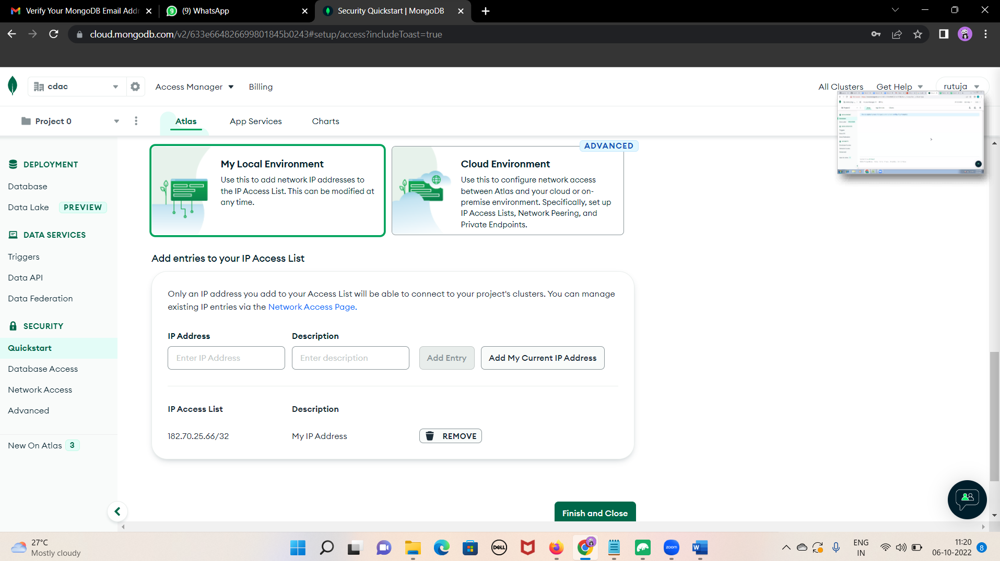 Verify Your MongoDB Email Addr
(9) WhatsApp
Security Quickstart | MongoDB
cloud.mongodb.com/v2/633e664826699801845b0243#setup/access?includeToast=true
cdac
Access Manager
Billing
All Clusters
Get Help
rutuja
Project 0
Atlas
App Services
Charts
DEPLOYMENT
Database
Data Lake PREVIEW
DATA SERVICES
Triggers
Data API
Data Federation
SECURITY
Quickstart
Database Access
Network Access
Advanced
New On Atlas 3
My Local Environment
Use this to add network IP addresses to
the IP Access List. This can be modified at
any time.
ADVANCED
Cloud Environment
Use this to configure network access
between Atlas and your cloud or on-
premise environment. Specifically, set up
IP Access Lists, Network Peering, and
Private Endpoints.
Add entries to your IP Access List
Only an IP address you add to your Access List will be able to connect to your project's clusters. You can manage
existing IP entries via the Network Access Page.
IP Address
Description
Enter IP Address
Enter description
Add Entry
Add My Current IP Address
IP Access List
Description
182.70.25.66/32
My IP Address
REMOVE
Finish and Close
27°C
Mostly cloudy
DELL
zoom
W
ENG
IN
11:20
06-10-2022
8